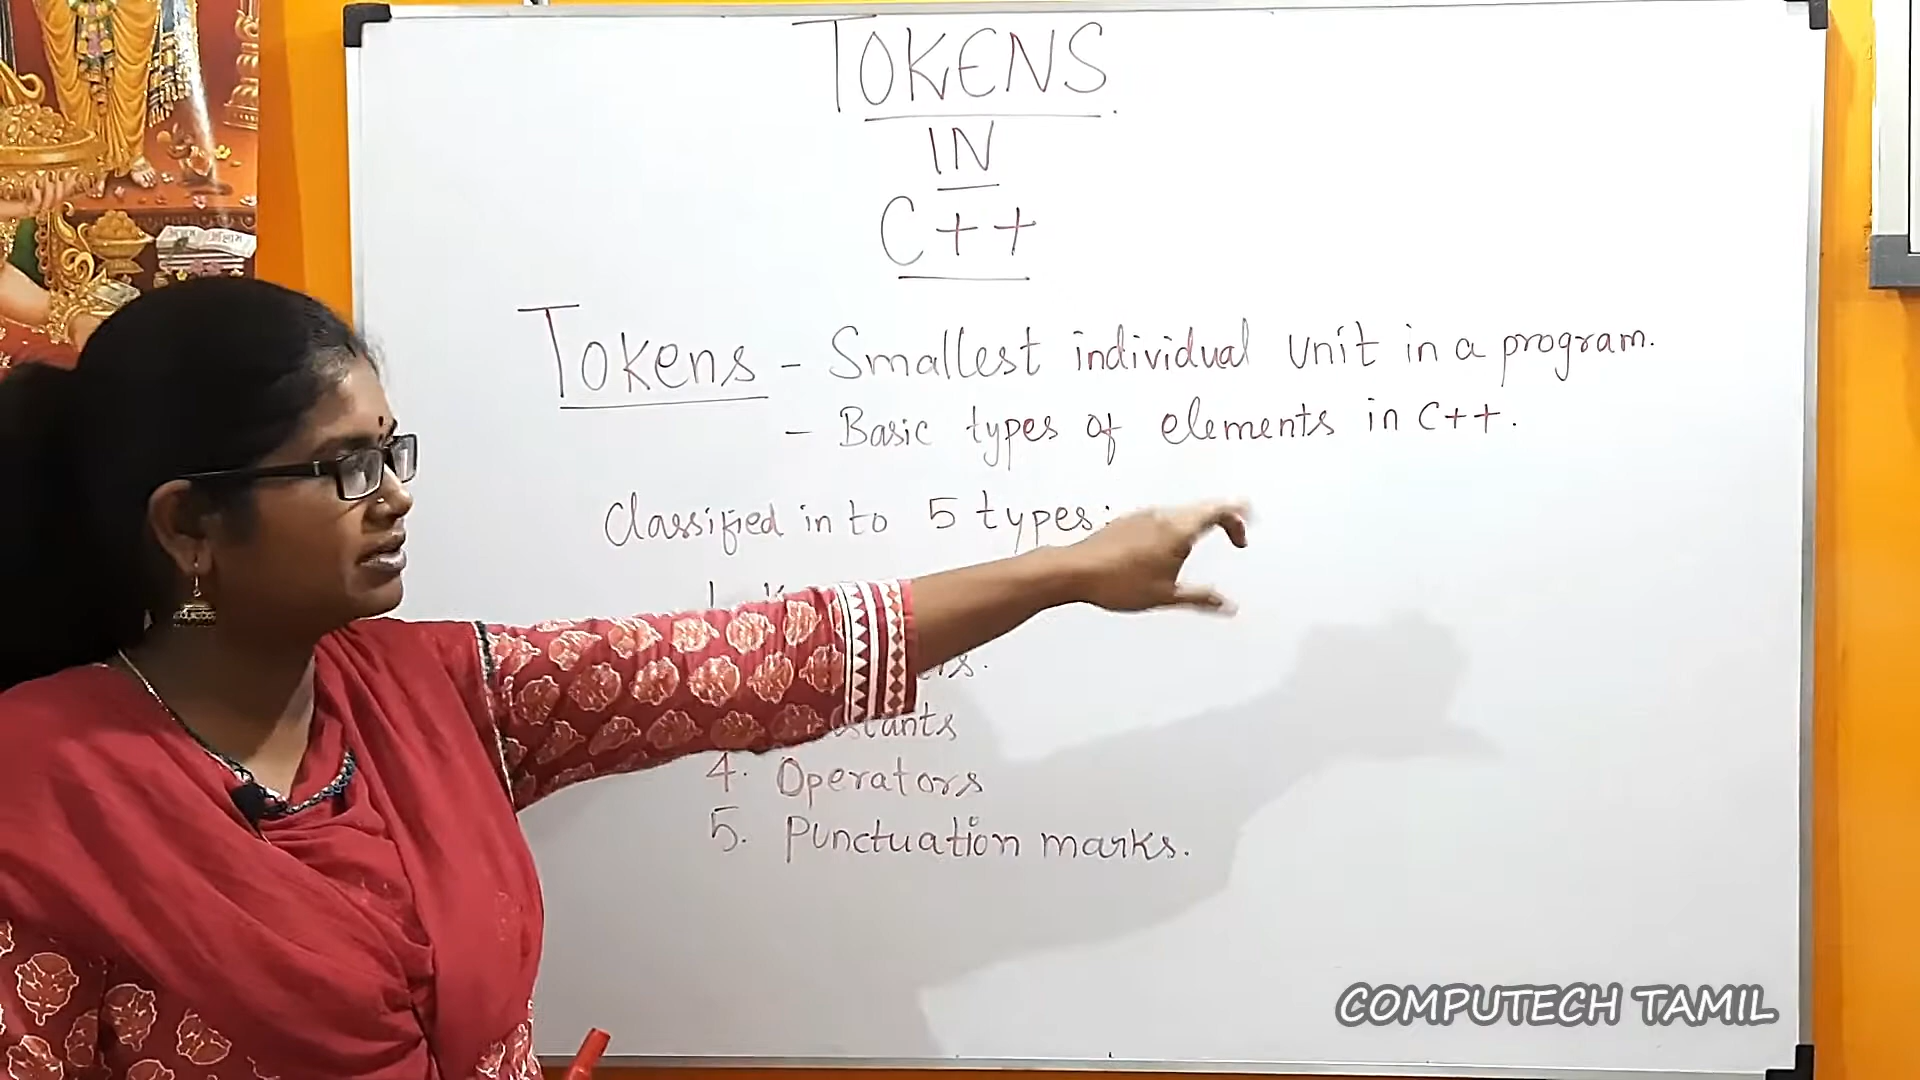 TOKENS
IN
C++
Tokens - Smallest individual unit in a program.
- Basic types of elements in C++.
Classified in to 5 types:
4. Operators
5. Punctuation marks.
COMPUTECH TAMIL